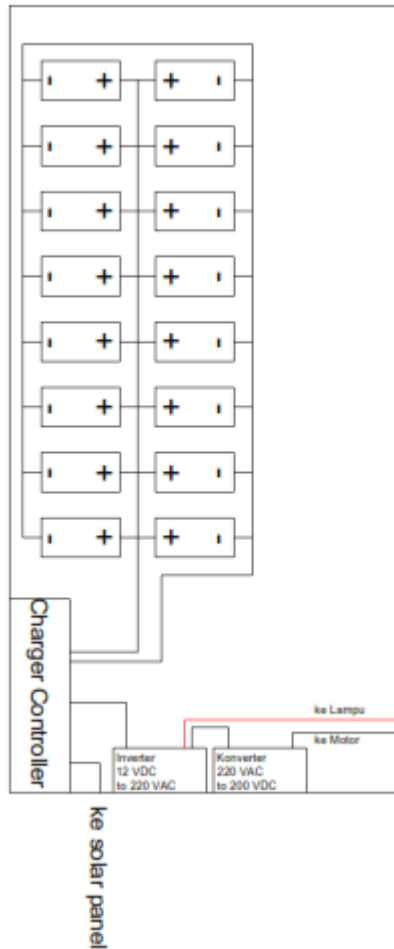 - + + -
- + + -
- + + -
- + + -
- + + -
- + + -
- + + -
- + + -
Charger Controller
ke Lampu
ke Motor
Inverter
12 VDC
to 220 VAC
Konverter
220 VAC
to 200 VDC
ke solar panel